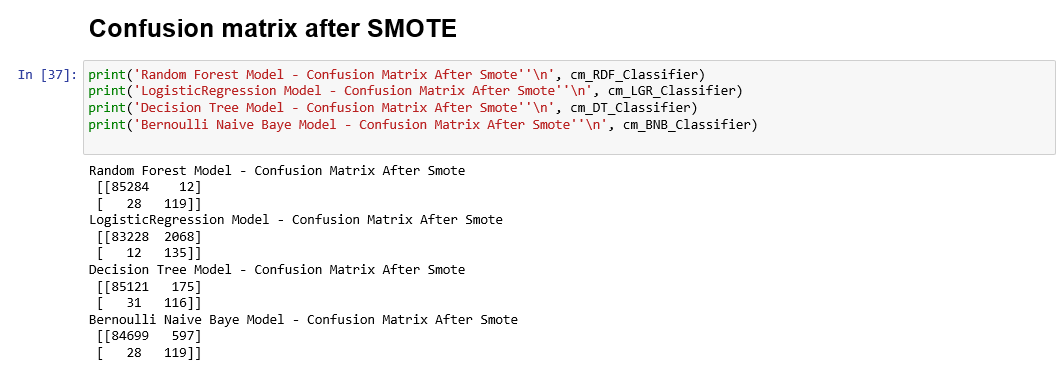 Confusion matrix after SMOTE
In [37]: print('Random Forest Model - Confusion Matrix After Smote''\n', cm_RDF_Classifier)
print('LogisticRegression Model - Confusion Matrix After Smote''\n', cm_LGR_Classifier)
print('Decision Tree Model - Confusion Matrix After Smote''\n', cm_DT_Classifier)
print('Bernoulli Naive Baye Model - Confusion Matrix After Smote''\n', cm_BNB_Classifier)
Random Forest Model - Confusion Matrix After Smote
[[85284    12]
[   28   119]]
LogisticRegression Model - Confusion Matrix After Smote
[[83228  2068]
[   12   135]]
Decision Tree Model - Confusion Matrix After Smote
[[85121   175]
[   31   116]]
Bernoulli Naive Baye Model - Confusion Matrix After Smote
[[84699   597]
[   28   119]]